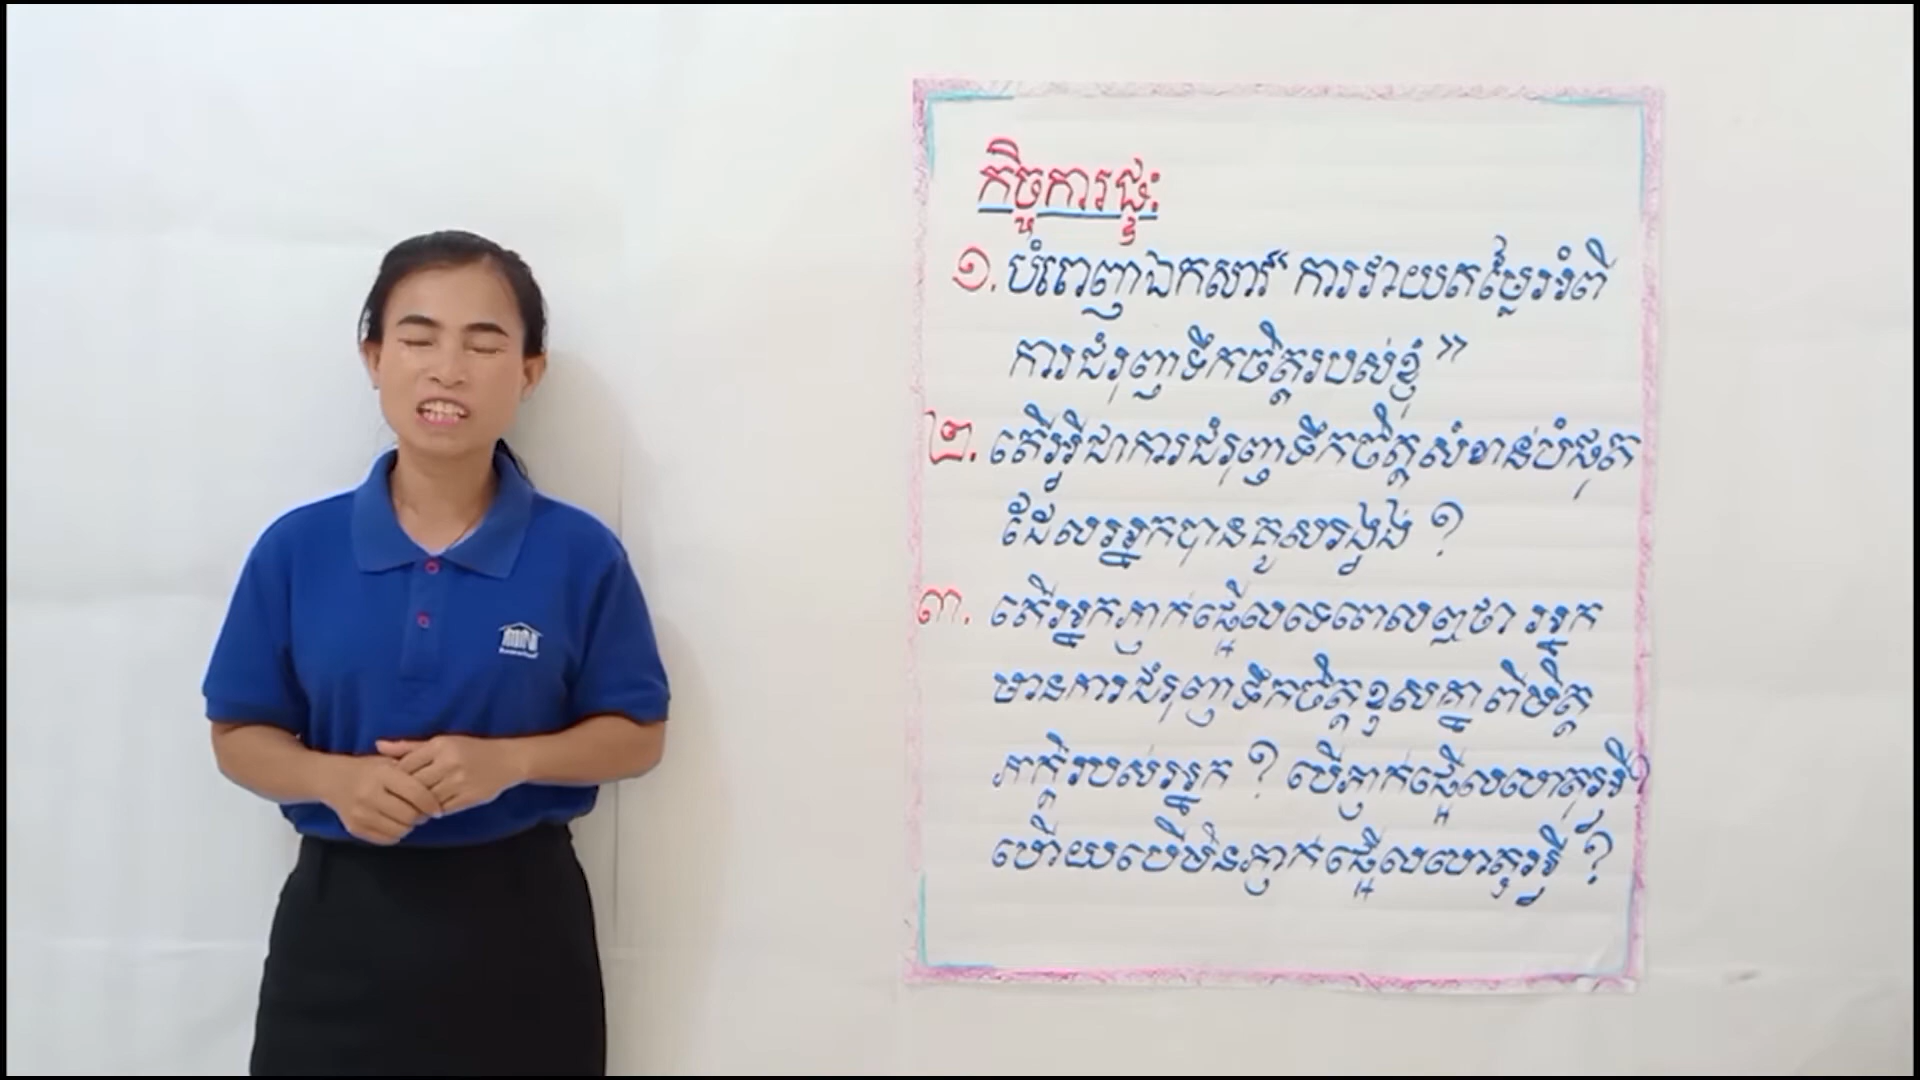 កិច្ចការផ្ទះ
១. បំពេញឯកសារ “ការវាយតម្លៃអំពី
ការជំរុញទឹកចិត្តរបស់ខ្ញុំ”
២. តើអ្វីជាការជំរុញទឹកចិត្តសំខាន់បំផុត
ដែលអ្នកបានគូសរង្វង់ ?
៣. តើអ្នកភ្ញាក់ផ្អើលទេពេលឮថា អ្នក
មានការជំរុញទឹកចិត្តខុសគ្នាពីមិត្ត
ភក្តិរបស់អ្នក ? បើភ្ញាក់ផ្អើលហេតុអ្វី?
ហើយបើមិនភ្ញាក់ផ្អើលហេតុអ្វី ?